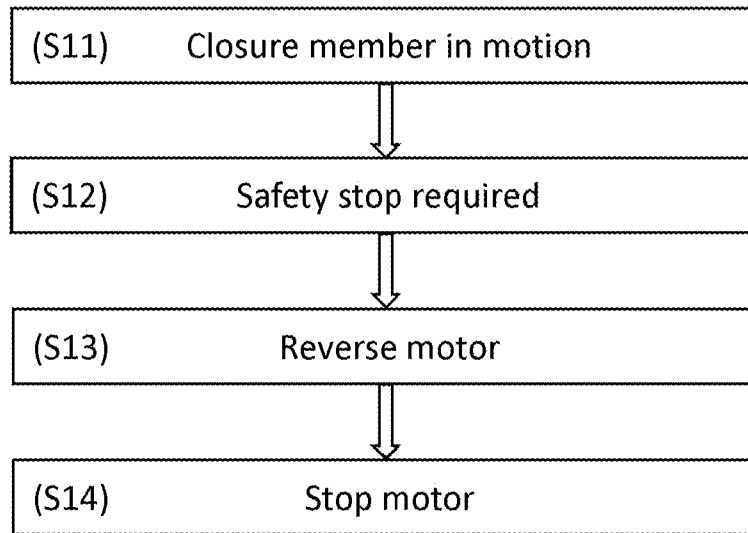 (S11) Closure member in motion
(S12) Safety stop required
(S13) Reverse motor
(S14) Stop motor